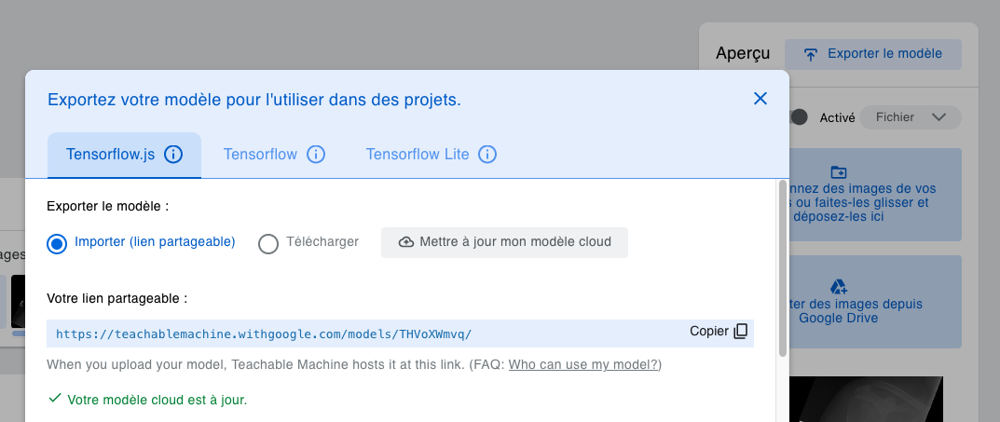 Aperçu
Exporter le modèle
Exportez votre modèle pour l'utiliser dans des projets.
Tensorflow.js
Tensorflow
Tensorflow Lite
Activé
Fichier
Exporter le modèle :
Importer (lien partageable)
Télécharger
Mettre à jour mon modèle cloud
nnez des images de vos
s ou faites-les glisser et
déposez-les ici
ages
Votre lien partageable :
https://teachablemachine.withgoogle.com/models/THVoXWmvq/
Copier
ter des images depuis
Google Drive
When you upload your model, Teachable Machine hosts it at this link. (FAQ: Who can use my model?)
Votre modèle cloud est à jour.